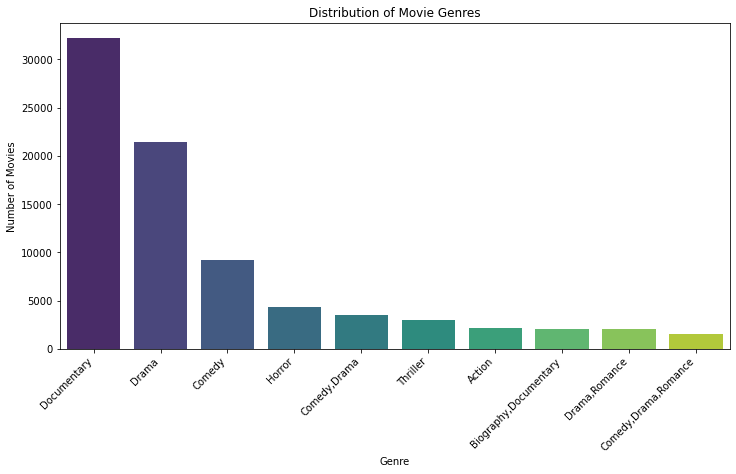 Distribution of Movie Genres
Number of Movies
30000
25000
20000
15000
10000
5000
0
Documentary
Drama
Comedy
Horror
Comedy,Drama
Thriller
Action
Biography,Documentary
Drama,Romance
Comedy,Drama,Romance
Genre